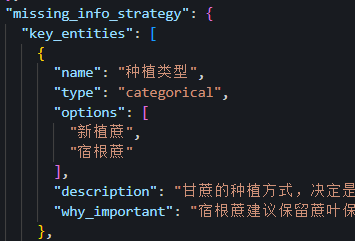 "missing_info_strategy": {
"key_entities": [
{
"name": "种植类型",
"type": "categorical",
"options": [
"新植蔗",
"宿根蔗"
],
"description": "甘蔗的种植方式，决定是
"why_important": "宿根蔗建议保留蔗叶保
},